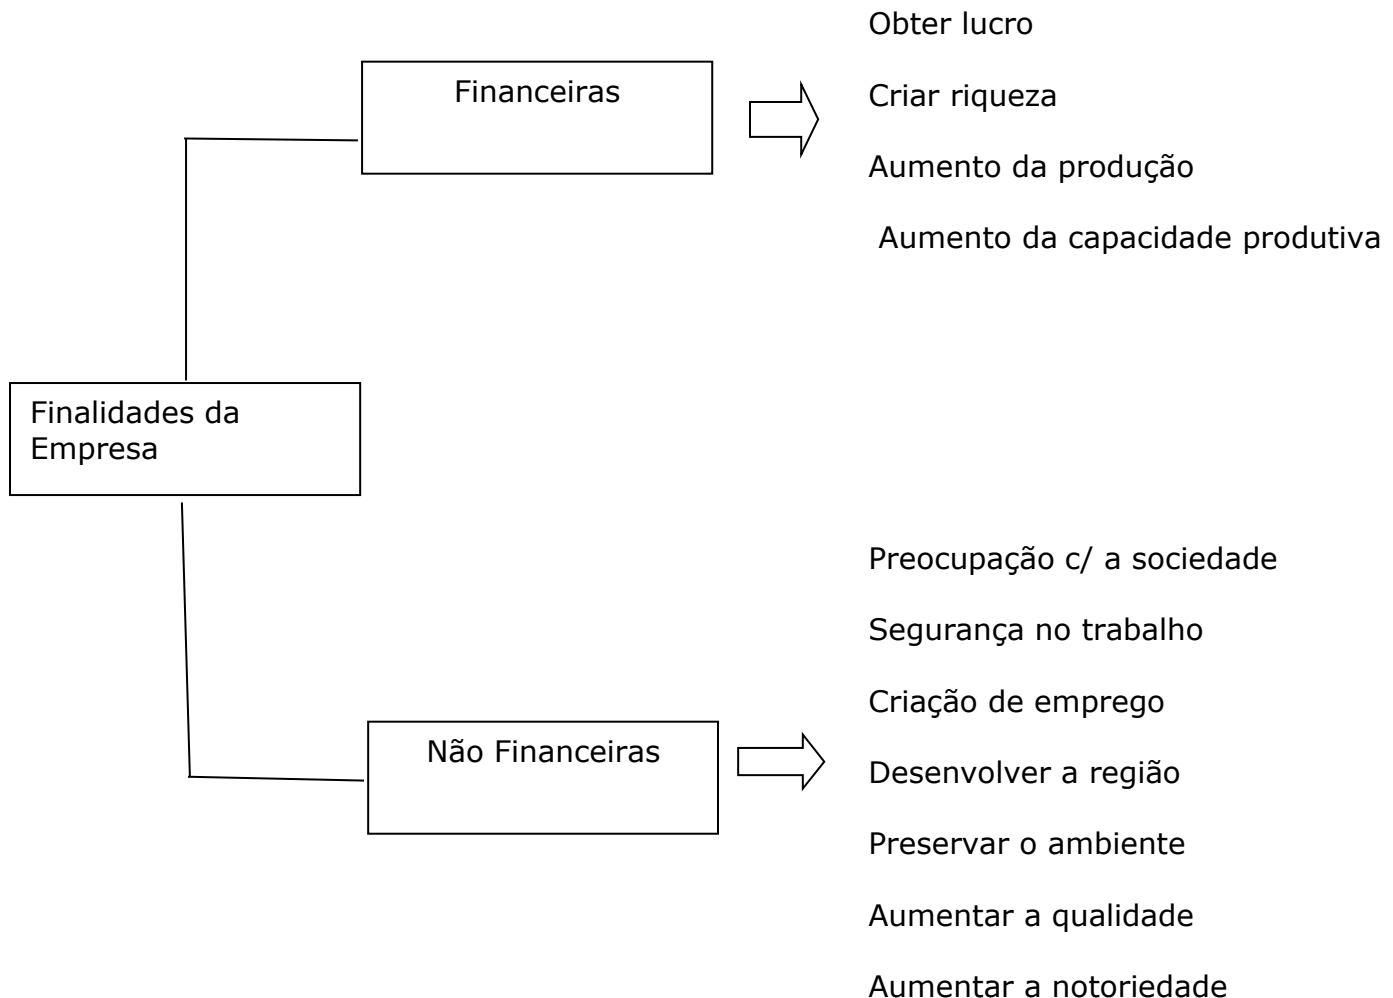 Obter lucro
Financeiras
Criar riqueza
Aumento da produção
Aumento da capacidade produtiva
Finalidades da
Empresa
Preocupação c/ a sociedade
Segurança no trabalho
Criação de emprego
Não Financeiras
Desenvolver a região
Preservar o ambiente
Aumentar a qualidade
Aumentar a notoriedade